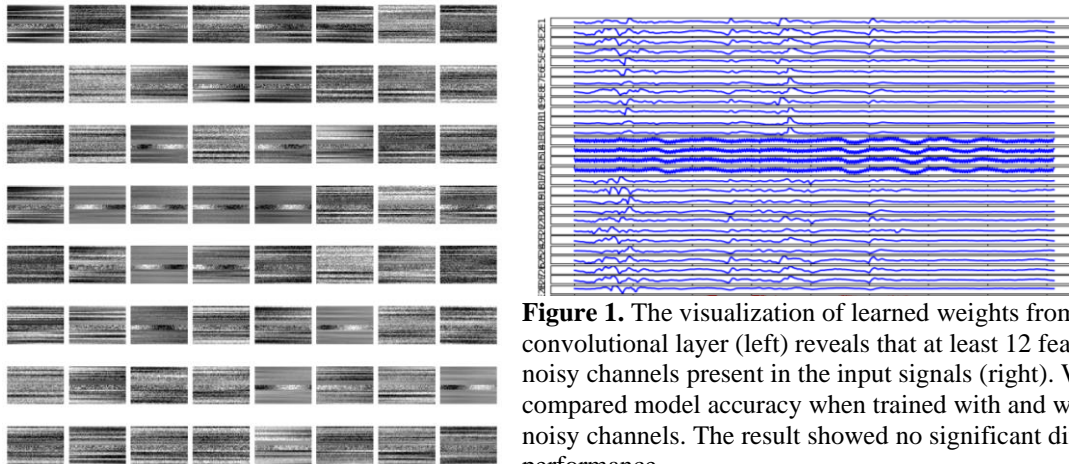 Figure 1. The visualization of learned weights from
convolutional layer (left) reveals that at least 12 fea
noisy channels present in the input signals (right).
compared model accuracy when trained with and w
noisy channels. The result showed no significant di
performance